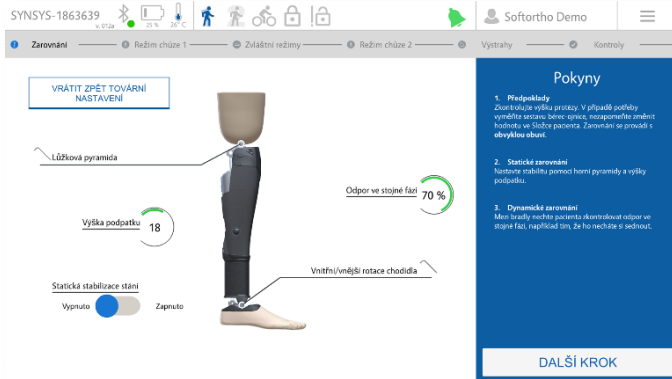 SYNSYS-1863639
v. 012a
25 %
26° C
Softortho Demo
Zarovnání
Režim chůze 1
Zvláštní režimy
Režim chůze 2
Výstrahy
Kontroly
VRÁTIT ZPĚT TOVÁRNÍ
NASTAVENÍ
Lůžková pyramida
Výška podpatku
18
Odpor ve stojné fázi
70 %
Vnitřní/vnější rotace chodidla
Statická stabilizace stání
Vypnuto
Zapnuto
Pokyny
1. Předpoklady
Zkontrolujte výšku protézy. V případě potřeby
vyměňte sestavu bérec-ojnice, nezapomeňte změnit
hodnotu ve Složce pacienta. Zarovnání se provádí s
obvyklou obuví.
2. Statické zarovnání
Nastavte stabilitu pomocí horní pyramidy a výšky
podpatku.
3. Dynamické zarovnání
Mezi bradly nechte pacienta zkontrolovat odpor ve
stojné fázi, například tím, že ho necháte si sednout.
DALŠÍ KROK